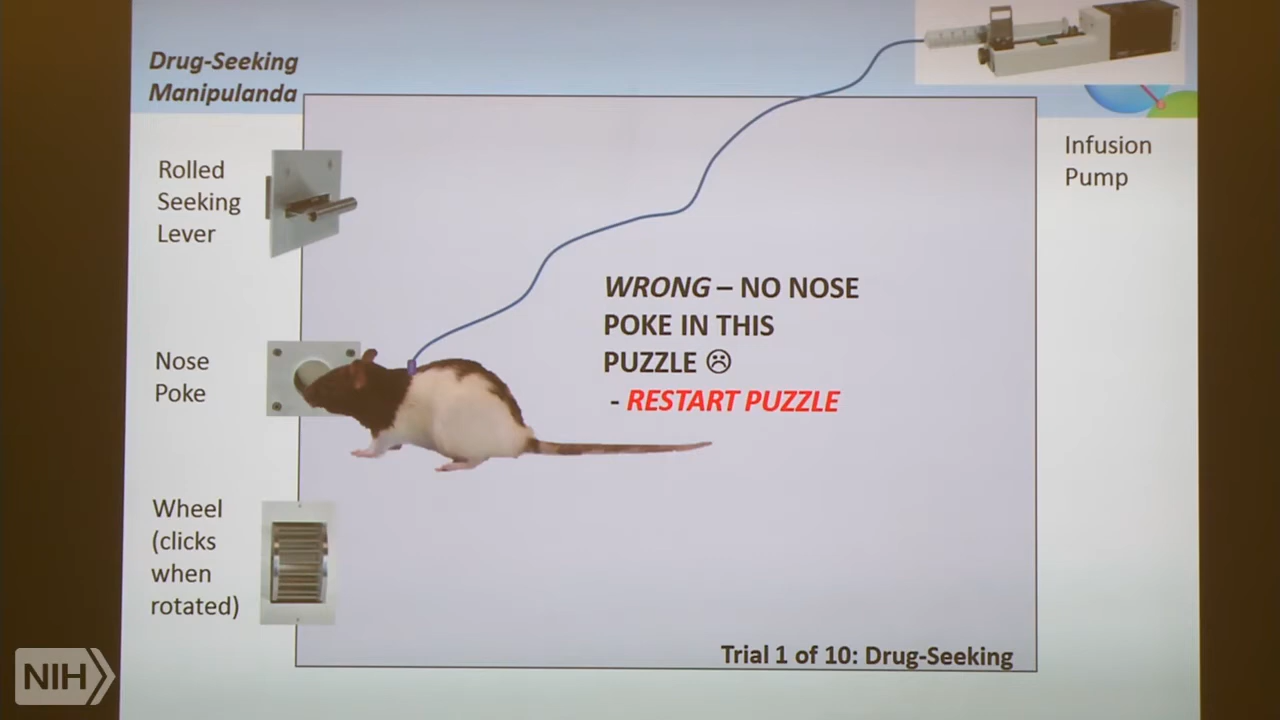 Drug-Seeking
Manipulanda
Rolled
Seeking
Lever
Nose
Poke
Wheel
(clicks
when
rotated)
WRONG – NO NOSE
POKE IN THIS
PUZZLE ☹
- RESTART PUZZLE
Infusion
Pump
Trial 1 of 10: Drug-Seeking
NIH